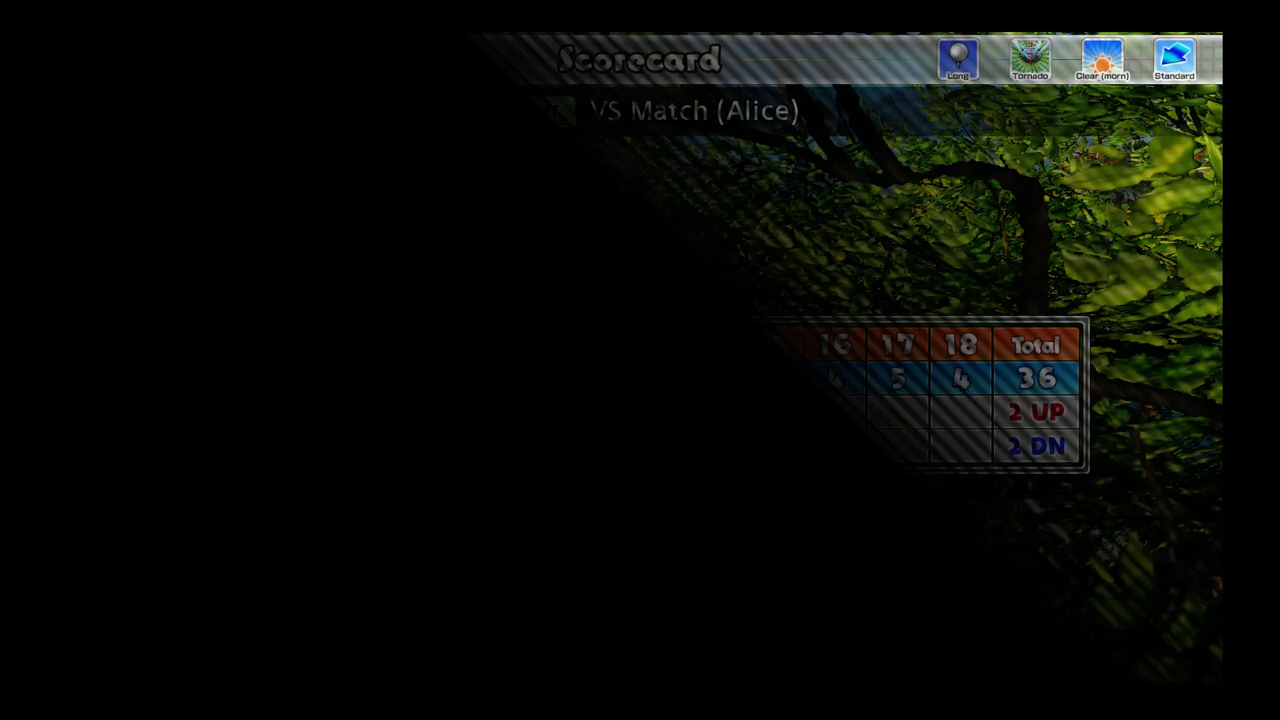 Scorecard
Long Tornado Clear (morn) Standard
VS Match (Alice)
16 17 18 Total
4 5 4 36
2 UP
2 DN